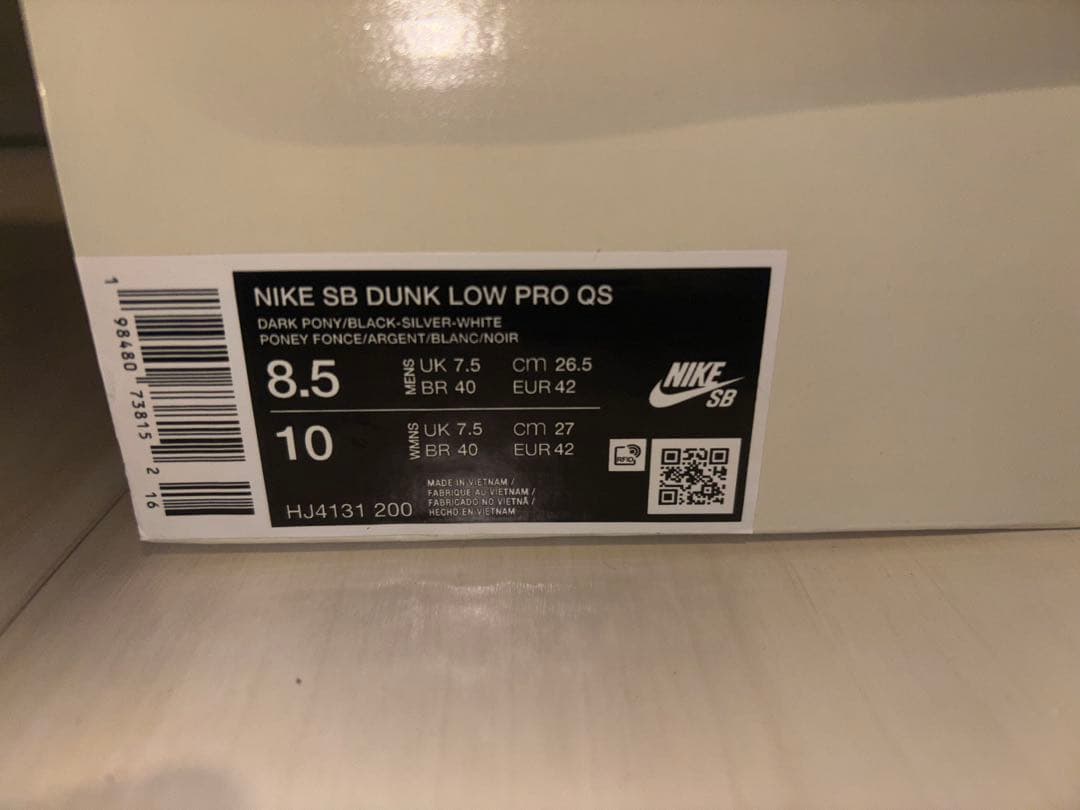 NIKE SB DUNK LOW PRO QS
DARK PONY/BLACK-SILVER-WHITE
PONEY FONCE/ARGENT/BLANC/NOIR
8.5 MENS UK 7.5 cm 26.5
BR 40 EUR 42
10 WMNS UK 7.5 cm 27
BR 40 EUR 42
MADE IN VIETNAM /
FABRIQUE AU VIETNAM /
FABRICADO NO VIETNÃ /
HECHO EN VIETNAM
HJ4131 200
NIKE
SB
RFID
1 98480 73815 2 16